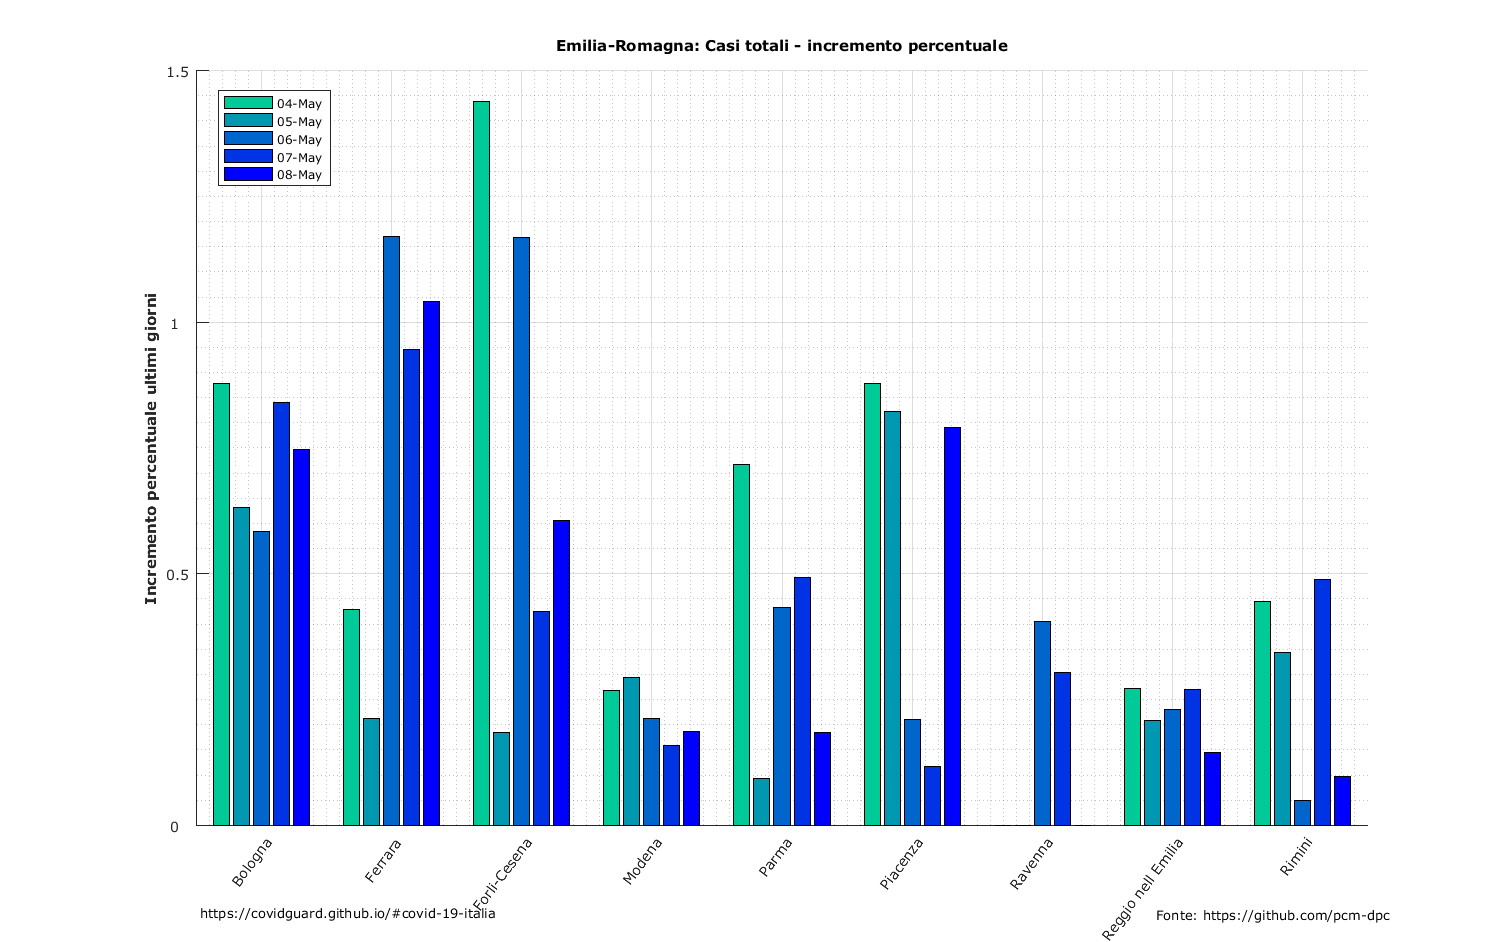 Emilia-Romagna: Casi totali - incremento percentuale
1.5
1
0.5
0
Incremento percentuale ultimi giorni
04-May
05-May
06-May
07-May
08-May
Bologna
Ferrara
Forlì-Cesena
Modena
Parma
Piacenza
Ravenna
Reggio nell Emilia
Rimini
https://covidguard.github.io/#covid-19-italia
Fonte: https://github.com/pcm-dpc